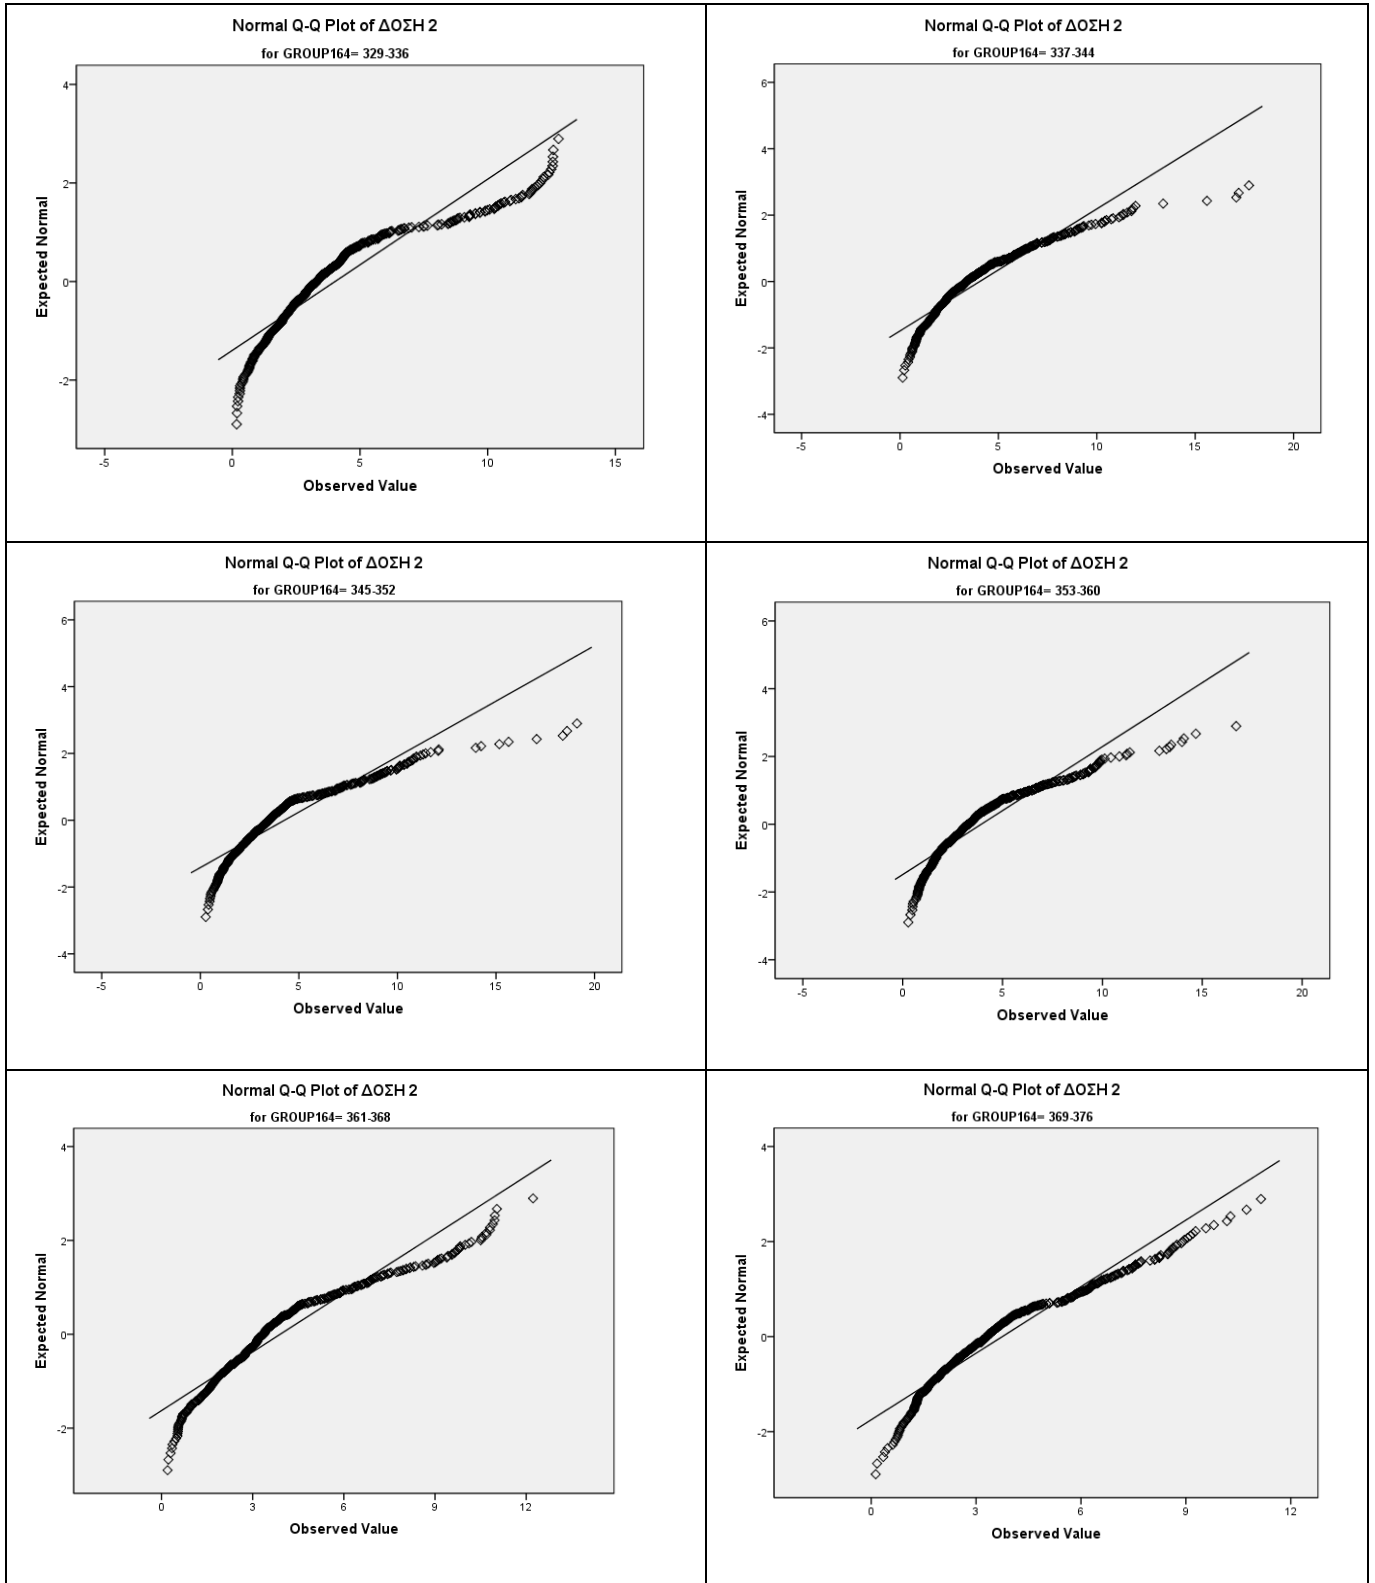 Normal Q-Q Plot of ΔΟΣΗ 2
for GROUP164= 329-336
4
2
0
-2
Expected Normal
-5 0 5 10 15
Observed Value
Normal Q-Q Plot of ΔΟΣΗ 2
for GROUP164= 337-344
6
4
2
0
-2
-4
Expected Normal
-5 0 5 10 15 20
Observed Value
Normal Q-Q Plot of ΔΟΣΗ 2
for GROUP164= 345-352
6
4
2
0
-2
-4
Expected Normal
-5 0 5 10 15 20
Observed Value
Normal Q-Q Plot of ΔΟΣΗ 2
for GROUP164= 353-360
6
4
2
0
-2
-4
Expected Normal
-5 0 5 10 15 20
Observed Value
Normal Q-Q Plot of ΔΟΣΗ 2
for GROUP164= 361-368
4
2
0
-2
Expected Normal
0 3 6 9 12
Observed Value
Normal Q-Q Plot of ΔΟΣΗ 2
for GROUP164= 369-376
4
2
0
-2
Expected Normal
0 3 6 9 12
Observed Value